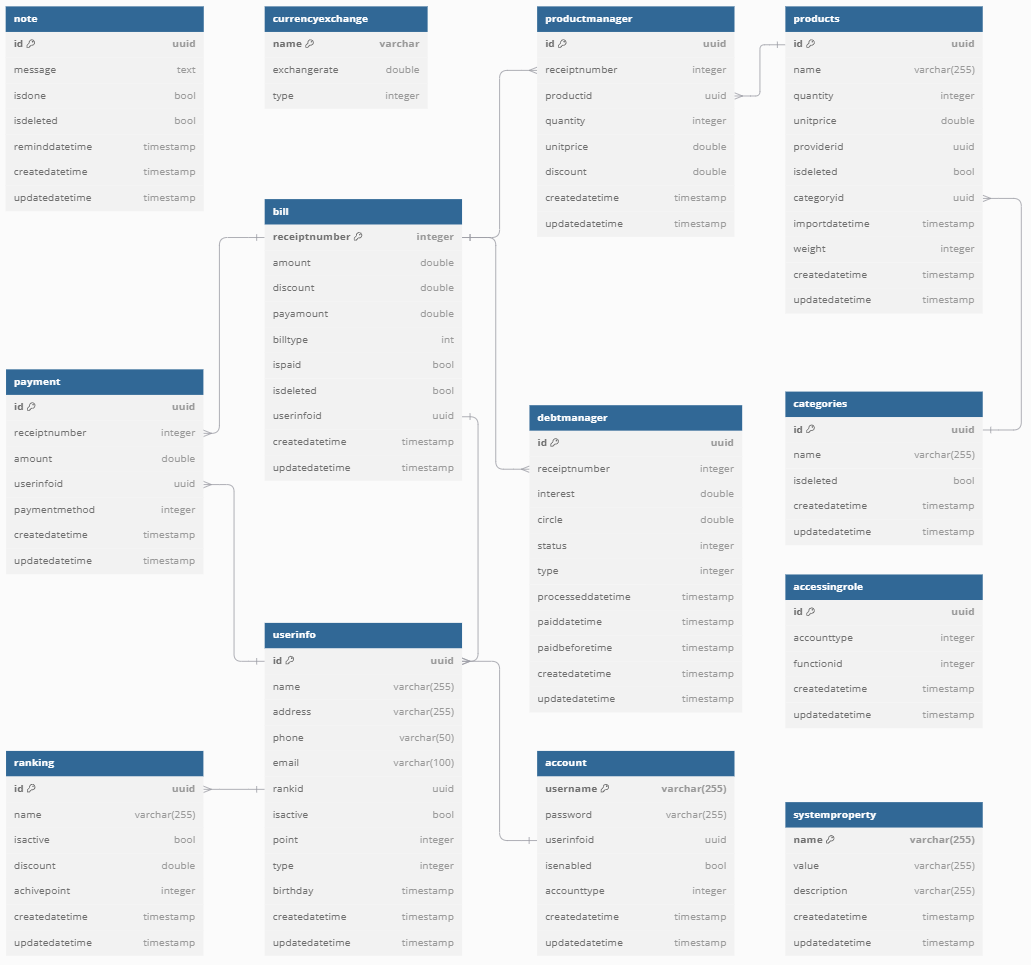 note
id uuid
message text
isdone bool
isdeleted bool
reminddatetime timestamp
createdatetime timestamp
updatedatetime timestamp
currencyexchange
name varchar
exchangerate double
type integer
productmanager
id uuid
receiptnumber integer
productid uuid
quantity integer
unitprice double
discount double
createdatetime timestamp
updatedatetime timestamp
products
id uuid
name varchar(255)
quantity integer
unitprice double
providerid uuid
isdeleted bool
categoryid uuid
importdatetime timestamp
weight integer
createdatetime timestamp
updatedatetime timestamp
bill
receiptnumber integer
amount double
discount double
payamount double
billtype int
ispaid bool
isdeleted bool
userinfoid uuid
createdatetime timestamp
updatedatetime timestamp
payment
id uuid
receiptnumber integer
amount double
userinfoid uuid
paymentmethod integer
createdatetime timestamp
updatedatetime timestamp
debtmanager
id uuid
receiptnumber integer
interest double
circle double
status integer
type integer
processeddatetime timestamp
paiddatetime timestamp
paidbeforetime timestamp
createdatetime timestamp
updatedatetime timestamp
categories
id uuid
name varchar(255)
isdeleted bool
createdatetime timestamp
updatedatetime timestamp
accessingrole
id uuid
accounttype integer
functionid integer
createdatetime timestamp
updatedatetime timestamp
userinfo
id uuid
name varchar(255)
address varchar(255)
phone varchar(50)
email varchar(100)
rankid uuid
isactive bool
point integer
type integer
birthday timestamp
createdatetime timestamp
updatedatetime timestamp
ranking
id uuid
name varchar(255)
isactive bool
discount double
achivepoint integer
createdatetime timestamp
updatedatetime timestamp
account
username varchar(255)
password varchar(255)
userinfoid uuid
isenabled bool
accounttype integer
createdatetime timestamp
updatedatetime timestamp
systemproperty
name varchar(255)
value varchar(255)
description varchar(255)
createdatetime timestamp
updatedatetime timestamp